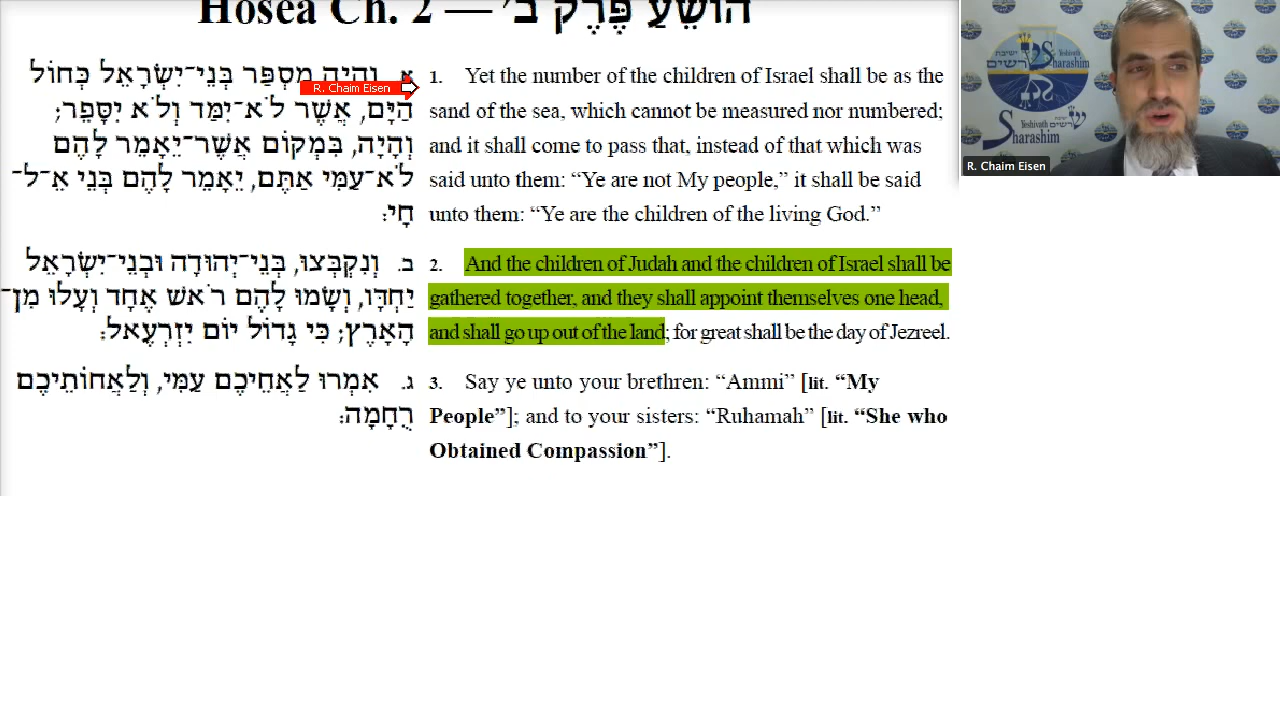 Hosea Ch. 2 — הוֹשֵׁעַ פֶּרֶק ב׳
א. וְהָיָה מִסְפַּר בְּנֵי־יִשְׂרָאֵל כְּחוֹל
הַיָּם, אֲשֶׁר לֹא־יִמַּד וְלֹא יִסָּפֵר;
וְהָיָה, בִּמְקוֹם אֲשֶׁר־יֵאָמֵר לָהֶם
לֹא־עַמִּי אַתֶּם, יֵאָמֵר לָהֶם בְּנֵי אֵ־ל־
חָי:
1. Yet the number of the children of Israel shall be as the
sand of the sea, which cannot be measured nor numbered;
and it shall come to pass that, instead of that which was
said unto them: “Ye are not My people,” it shall be said
unto them: “Ye are the children of the living God.”
ב. וְנִקְבְּצוּ, בְּנֵי־יְהוּדָה וּבְנֵי־יִשְׂרָאֵל
יַחְדָּו, וְשָׂמוּ לָהֶם רֹאשׁ אֶחָד וְעָלוּ מִן־
הָאָרֶץ; כִּי גָדוֹל יוֹם יִזְרְעֶאל:
2. And the children of Judah and the children of Israel shall be
gathered together, and they shall appoint themselves one head,
and shall go up out of the land; for great shall be the day of Jezreel.
ג. אִמְרוּ לַאֲחֵיכֶם עַמִּי, וְלַאֲחוֹתֵיכֶם
רֻחָמָה:
3. Say ye unto your brethren: “Ammi” [lit. “My
People”]; and to your sisters: “Ruhamah” [lit. “She who
Obtained Compassion”].
R. Chaim Eisen
ישיבת
שרשים
Yeshivath
Sharashim
Yeshivath שרשים
Sharashim
R. Chaim Eisen